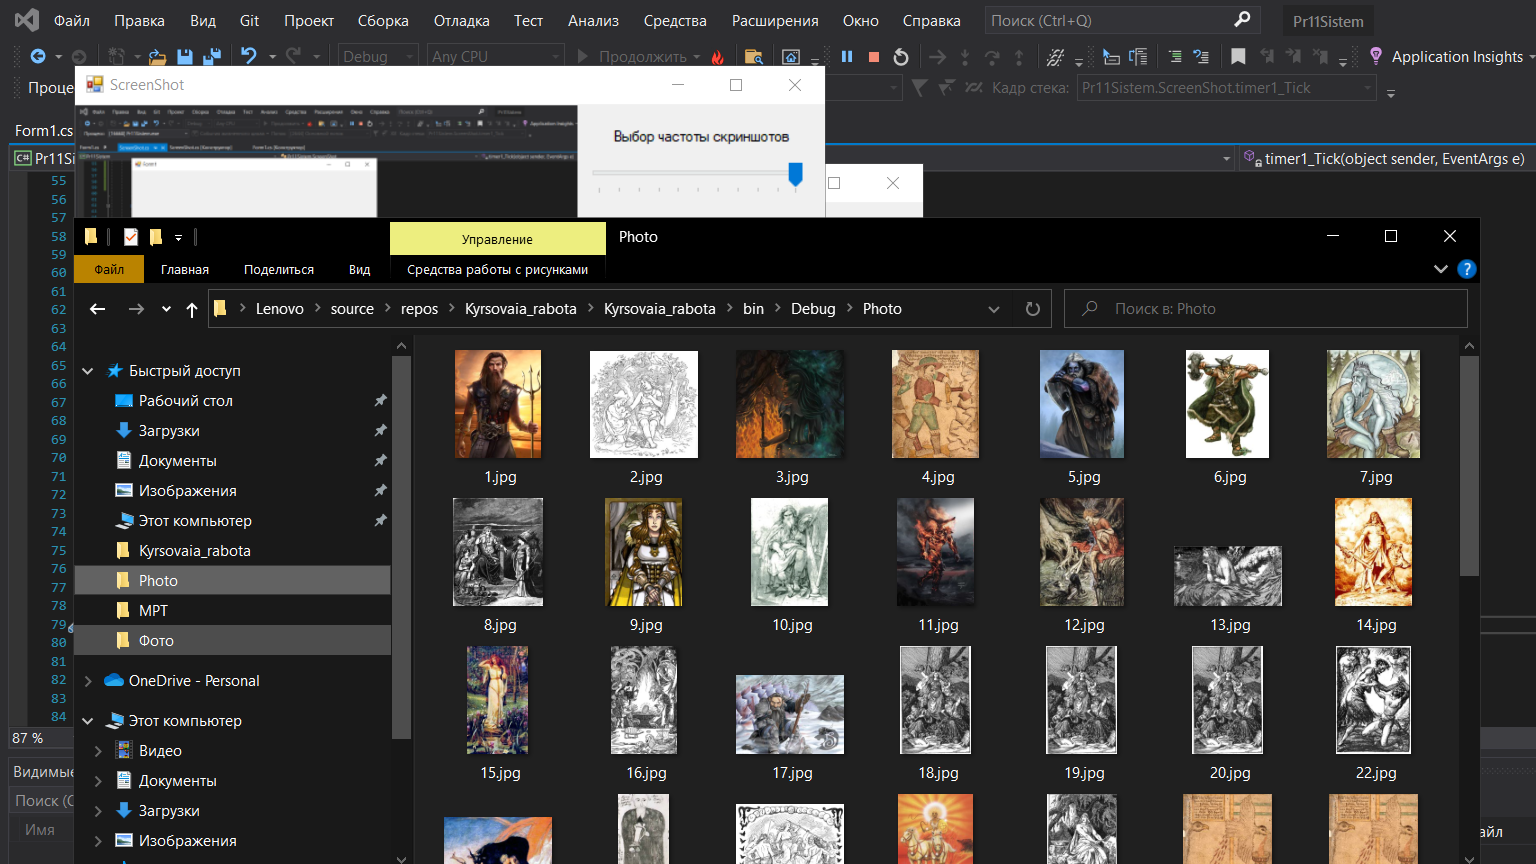 Файл Правка Вид Git Проект Сборка Отладка Тест Анализ Средства Расширения Окно Справка Поиск (Ctrl+Q) Pr11Sistem
Debug Any CPU Продолжить Application Insights
Проце Кадр стека: Pr11Sistem.ScreenShot.timer1_Tick
ScreenShot
Выбор частоты скриншотов
Form1.cs
C# Pr11Si timer1_Tick(object sender, EventArgs e)
55
56
57
58
59
60
61
62
63
64
65
66
67
68
69
70
71
72
73
74
75
76
77
78
79
80
81
82
83
84
87 %
Видимые
Поиск (C
Имя
йл
Управление Photo
Файл Главная Поделиться Вид Средства работы с рисунками
Lenovo source repos Kyrsovaia_rabota Kyrsovaia_rabota bin Debug Photo Поиск в: Photo
Быстрый доступ
Рабочий стол
Загрузки
Документы
Изображения
Этот компьютер
Kyrsovaia_rabota
Photo
МРТ
Фото
OneDrive - Personal
Этот компьютер
Видео
Документы
Загрузки
Изображения
1.jpg 2.jpg 3.jpg 4.jpg 5.jpg 6.jpg 7.jpg
8.jpg 9.jpg 10.jpg 11.jpg 12.jpg 13.jpg 14.jpg
15.jpg 16.jpg 17.jpg 18.jpg 19.jpg 20.jpg 22.jpg